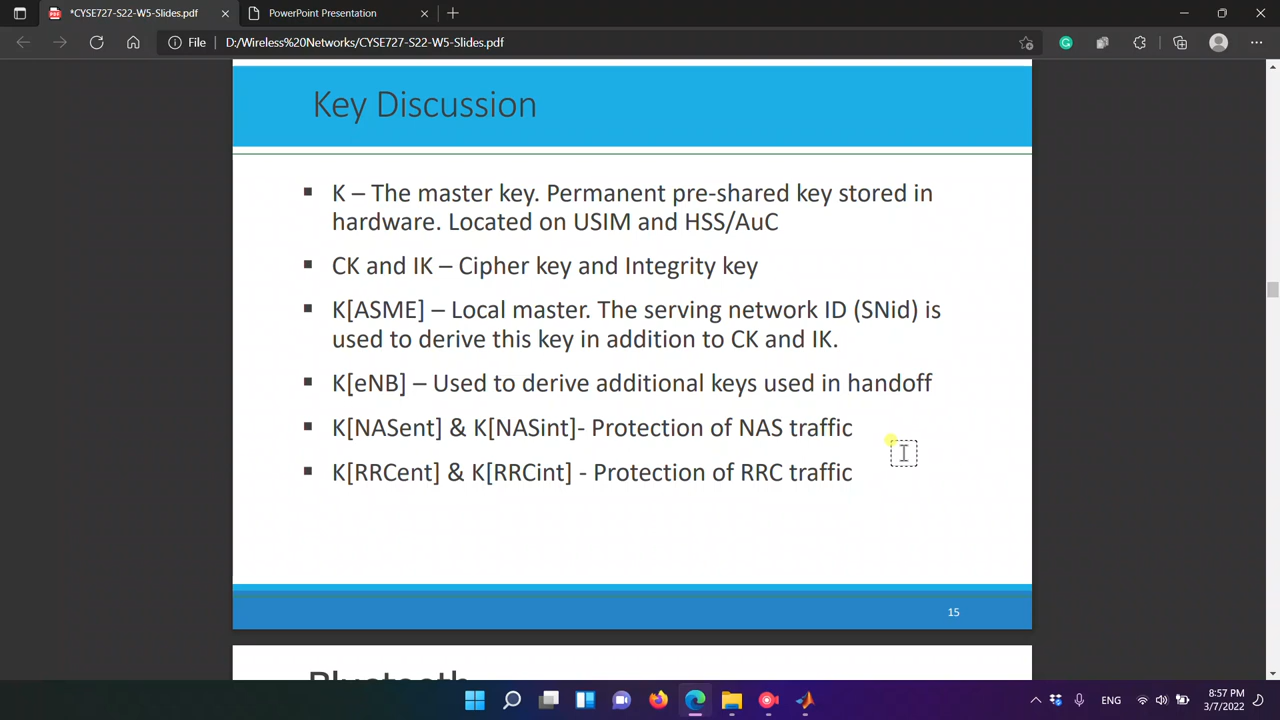 *CYSE727-S22-W5-Slides.pdf
PowerPoint Presentation
File
D:/Wireless%20Networks/CYSE727-S22-W5-Slides.pdf
Key Discussion
▪ K – The master key. Permanent pre-shared key stored in
hardware. Located on USIM and HSS/AuC
▪ CK and IK – Cipher key and Integrity key
▪ K[ASME] – Local master. The serving network ID (SNid) is
used to derive this key in addition to CK and IK.
▪ K[eNB] – Used to derive additional keys used in handoff
▪ K[NASent] & K[NASint]- Protection of NAS traffic
▪ K[RRCent] & K[RRCint] - Protection of RRC traffic
15
Bluetooth
ENG
8:57 PM
3/7/2022